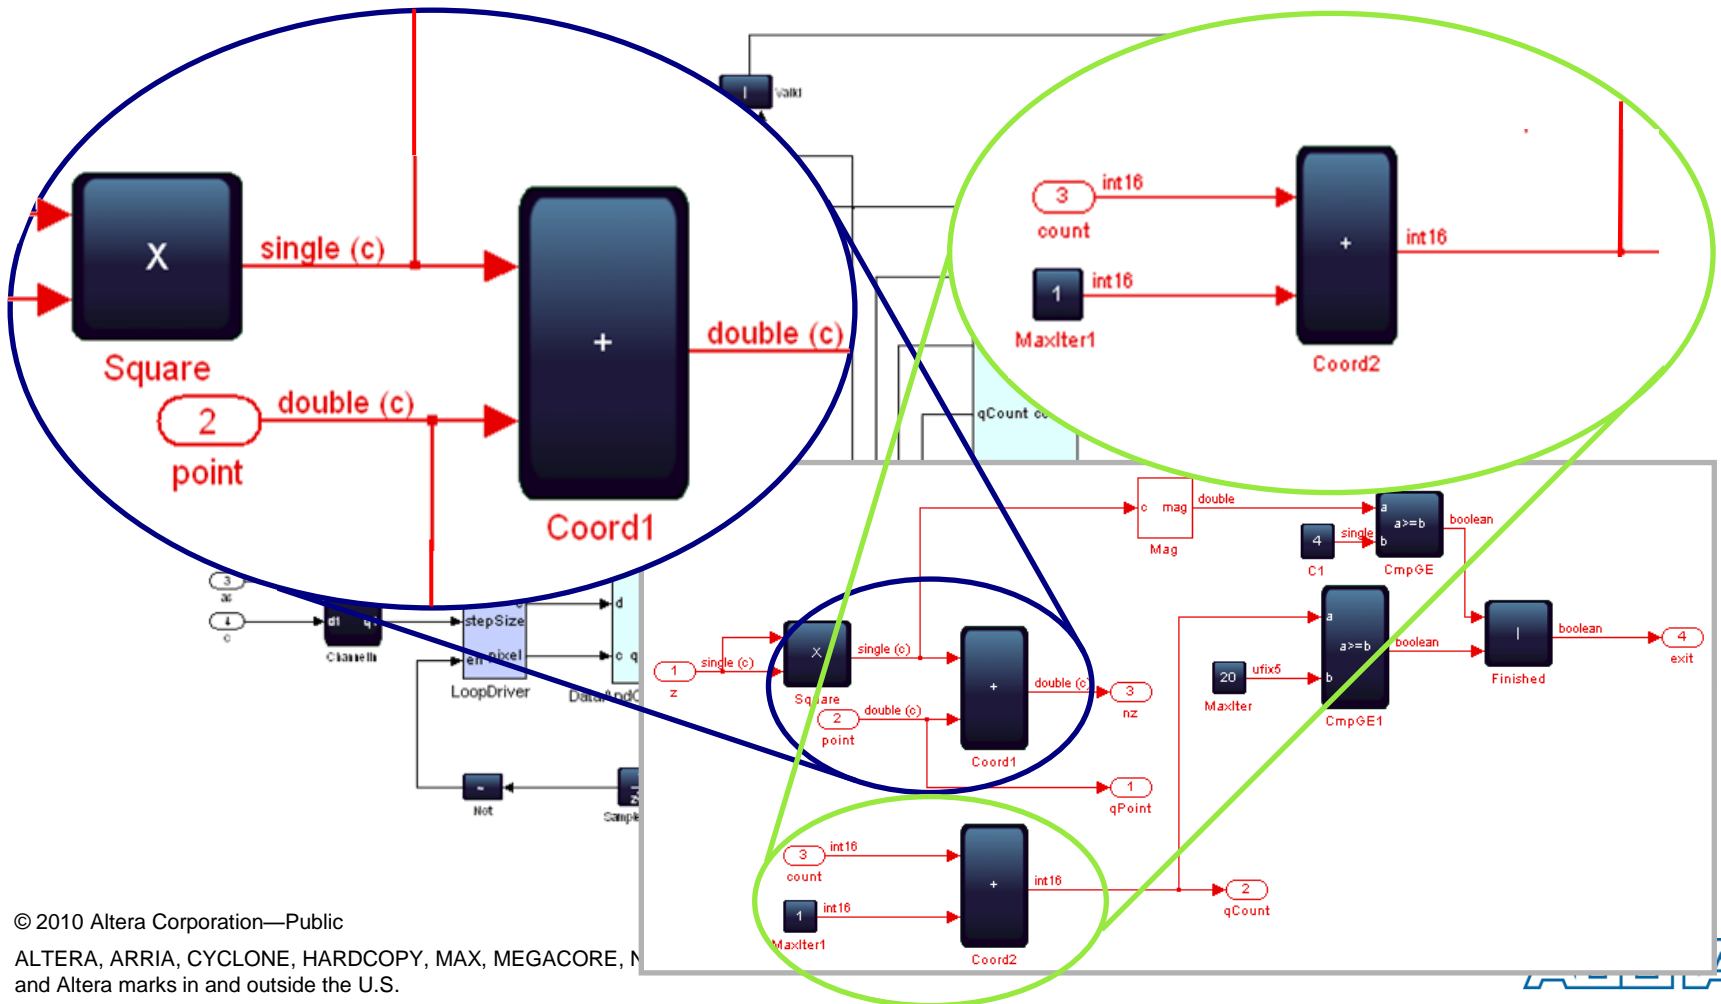 Valid
X
single (c)
+
double (c)
Square
2
double (c)
point
Coord1
3
int16
count
+
int16
1
int16
MaxIter1
Coord2
qCount
3
4
c
d1
q
ChannelIn
stepSize
en
pixel
LoopDriver
d
c q
~
Not
c mag
double
Mag
4
single
C1
a
a>=b
b
boolean
CmpGE
1
single (c)
z
X
single (c)
Square
2
double (c)
point
+
double (c)
Coord1
3
nz
1
qPoint
20
ufix5
MaxIter
a
a>=b
b
boolean
CmpGE1
|
boolean
Finished
4
exit
3
int16
count
1
int16
MaxIter1
+
int16
Coord2
2
qCount
© 2010 Altera Corporation—Public
ALTERA, ARRIA, CYCLONE, HARDCOPY, MAX, MEGACORE,
and Altera marks in and outside the U.S.